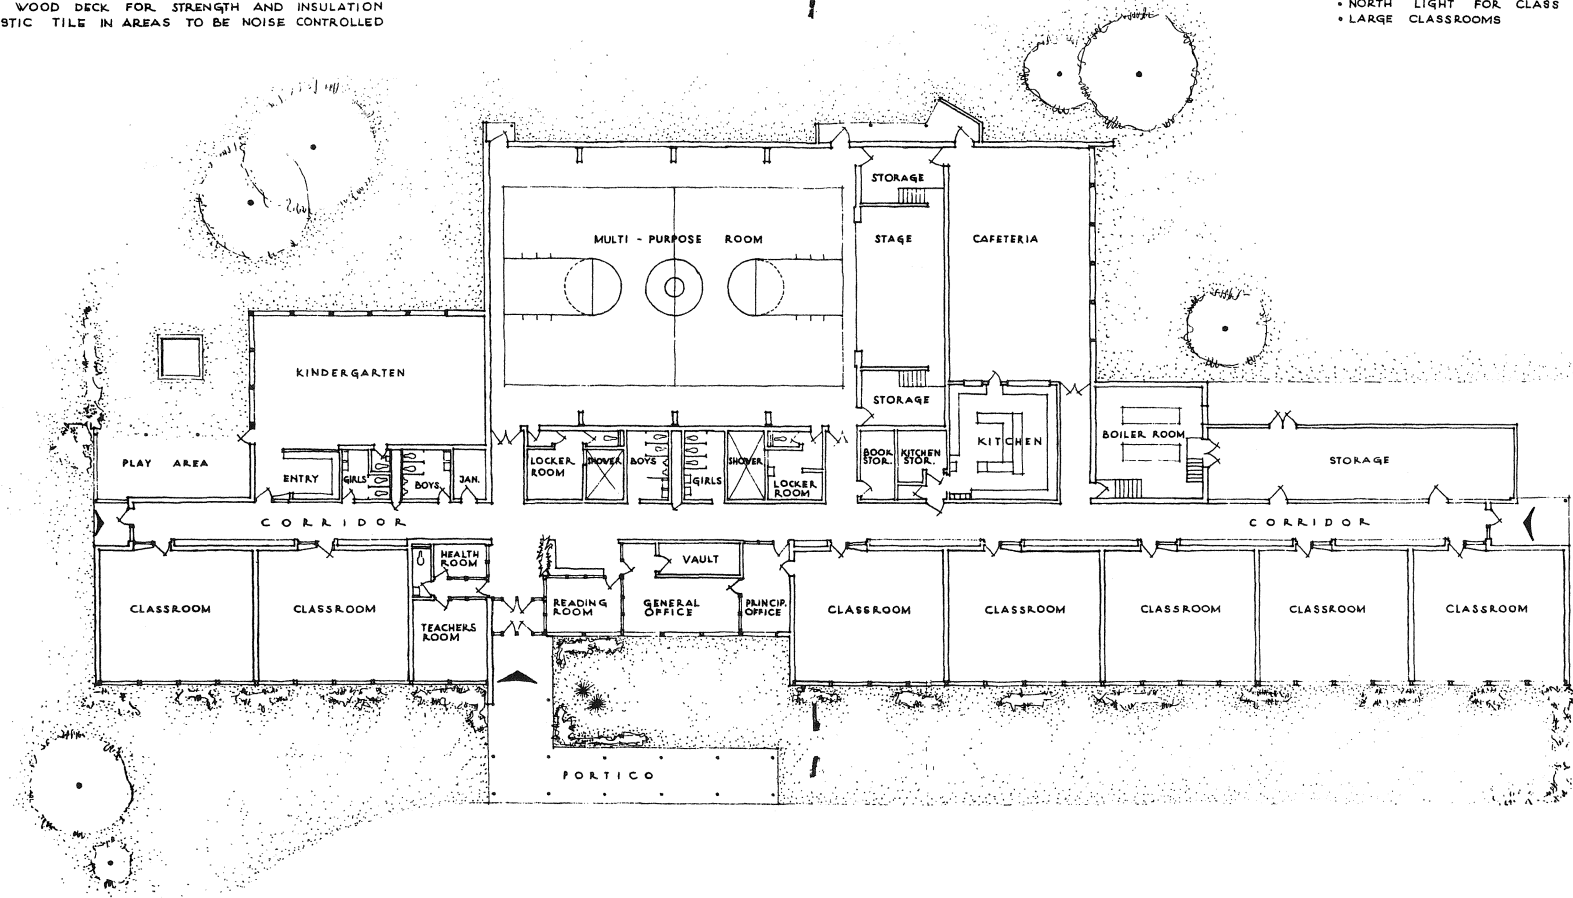 WOOD DECK FOR STRENGTH AND INSULATION
STIC TILE IN AREAS TO BE NOISE CONTROLLED
• NORTH LIGHT FOR CLASS
• LARGE CLASSROOMS
STORAGE
MULTI - PURPOSE ROOM
STAGE
CAFETERIA
KINDERGARTEN
STORAGE
PLAY AREA
ENTRY
GIRLS
BOYS
JAN.
LOCKER
ROOM
SHOWER
BOYS
GIRLS
SHOWER
LOCKER
ROOM
BOOK
STOR.
KITCHEN
STOR.
KITCHEN
BOILER ROOM
STORAGE
CORRIDOR
CORRIDOR
CLASSROOM
CLASSROOM
HEALTH
ROOM
TEACHERS
ROOM
READING
ROOM
VAULT
GENERAL
OFFICE
PRINCIP.
OFFICE
CLASSROOM
CLASSROOM
CLASSROOM
CLASSROOM
CLASSROOM
PORTICO